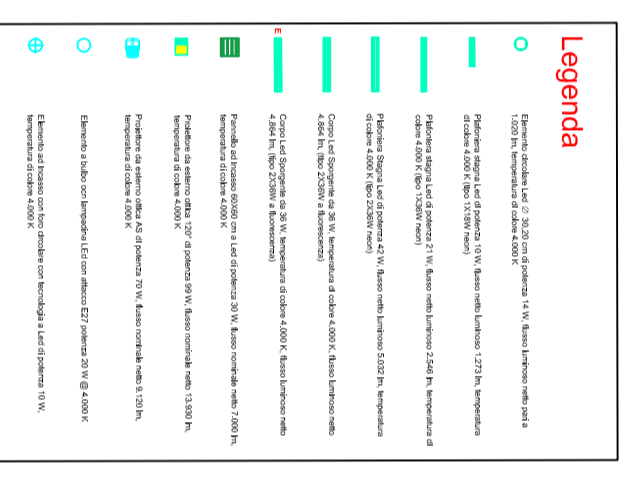 Legenda
Elemento circolare Led ∅ 30,20 cm di potenza 14 W, flusso luminoso netto pari a
1.020 lm, temperatura di colore 4.000 K
Plafoniera stagna Led di potenza 10 W, flusso netto luminoso 1.273 lm, temperatura
di colore 4.000 K (tipo 1X18W neon)
Plafoniera stagna Led di potenza 21 W, flusso netto luminoso 2.546 lm, temperatura di
colore 4.000 K (tipo 1X36W neon)
Plafoniera Stagna Led di potenza 42 W, flusso netto luminoso 5.032 lm, temperatura
di colore 4.000 K (tipo 2X36W neon)
Corpo Led Sporgente da 36 W, temperatura di colore 4.000 K, flusso luminoso netto
4.864 lm, (tipo 2X36W a fluorescenza)
E
Corpo Led Sporgente da 36 W, temperatura di colore 4.000 K, flusso luminoso netto
4.864 lm, (tipo 2X36W a fluorescenza)
Pannello ad incasso 60X60 cm a Led di potenza 30 W, flusso nominale netto 7.000 lm,
temperatura di colore 4.000 K
Proiettore da esterno ottica 120° di potenza 99 W, flusso nominale netto 13.930 lm,
temperatura di colore 4.000 K
Proiettore da esterno ottica AS di potenza 70 W, flusso nominale netto 9.120 lm,
temperatura di colore 4.000 K
Elemento a bulbo con lampadina LEd con attacco E27 potenza 20 W @ 4.000 K
Elemento ad incasso con foro circolare con tecnologia a Led di potenza 10 W,
temperatura di colore 4.000 K